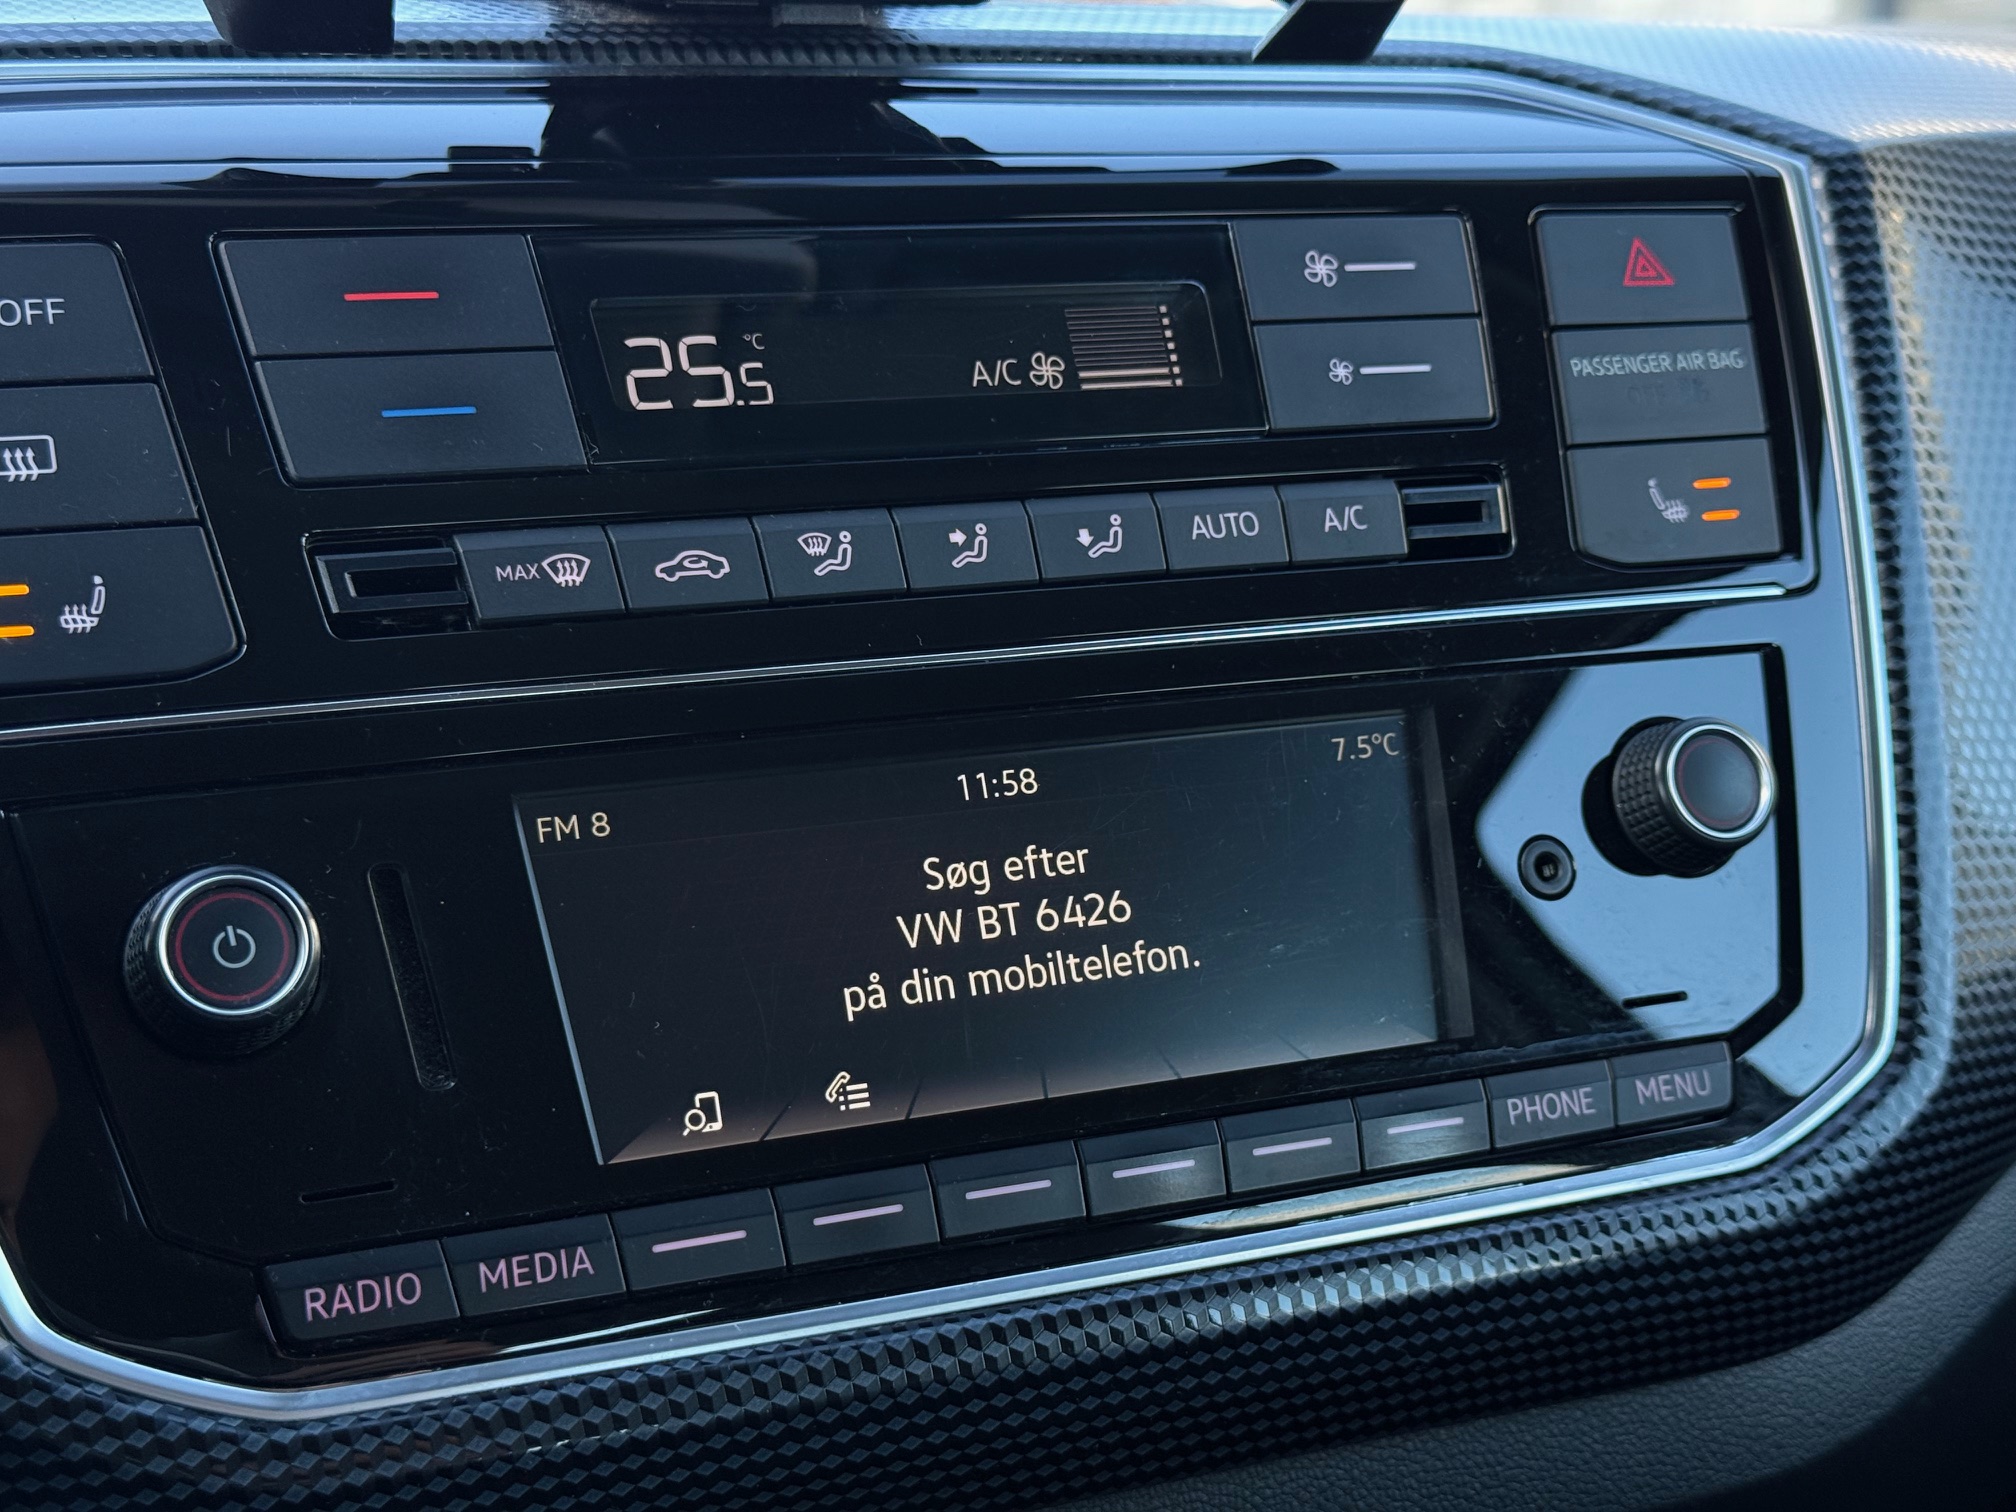 OFF
25.5 °C
A/C
PASSENGER AIR BAG
MAX
AUTO
A/C
7.5°C
11:58
FM 8
Søg efter
VW BT 6426
på din mobiltelefon.
RADIO
MEDIA
PHONE
MENU